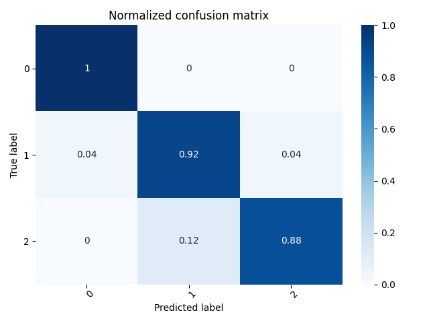 Normalized confusion matrix
1.0
0 1 0 0
0.8
0.6
True label
1 0.04 0.92 0.04
0.4
0.2
2 0 0.12 0.88
0.0
0 1 2
Predicted label